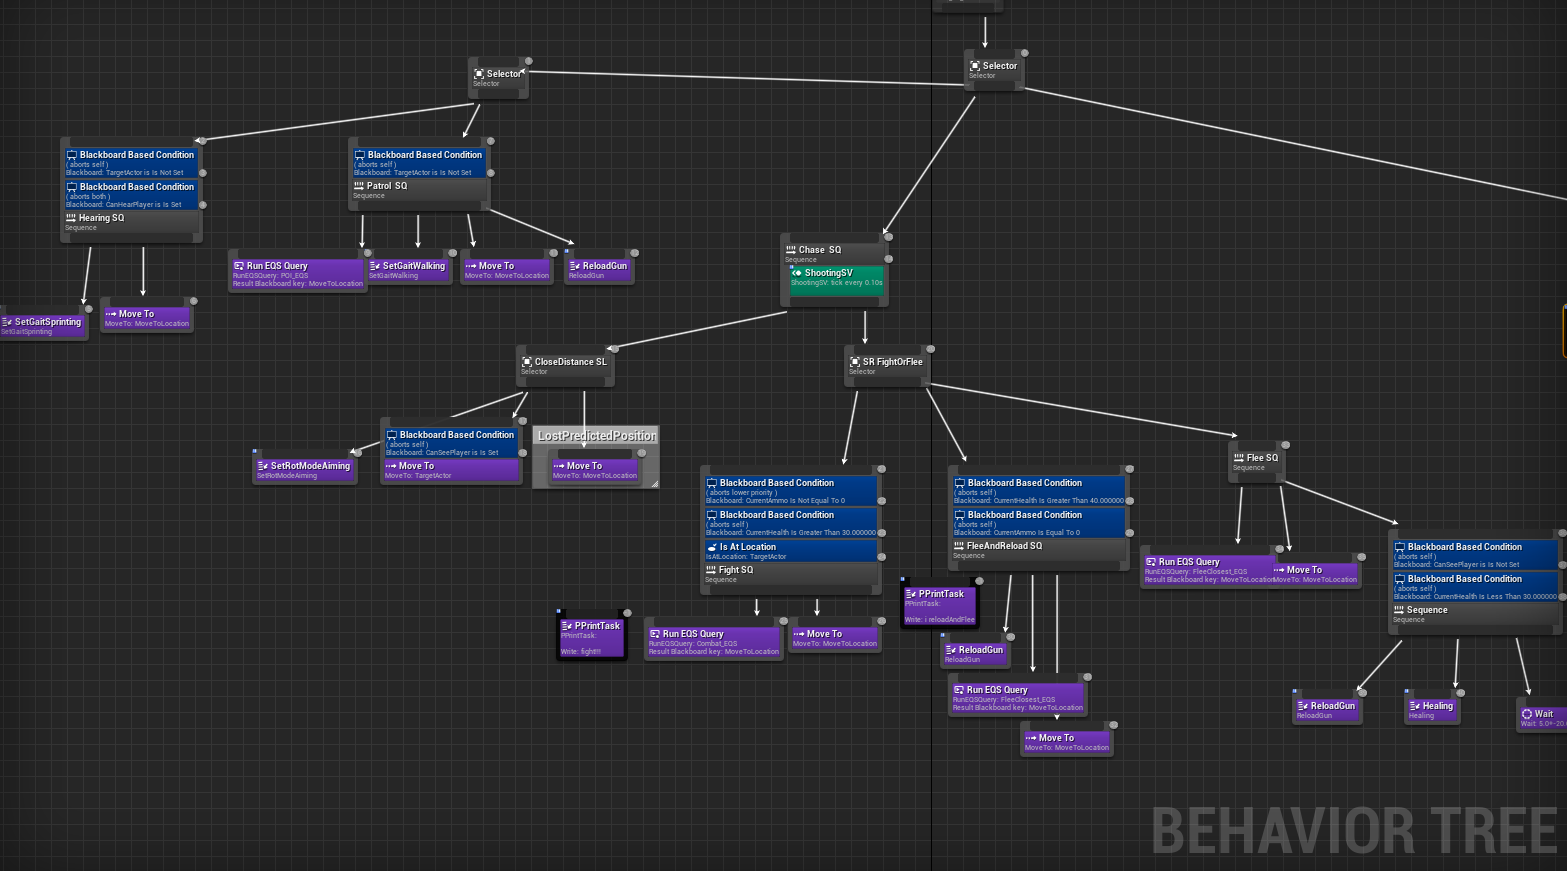 Selector
Selector
Selector
Selector
Blackboard Based Condition
( aborts self )
Blackboard: TargetActor is Is Not Set
Blackboard Based Condition
( aborts both )
Blackboard: CanHearPlayer is Is Set
Hearing SQ
Sequence
Blackboard Based Condition
( aborts self )
Blackboard: TargetActor is Is Not Set
Patrol SQ
Sequence
SetGaitSprinting
SetGaitSprinting
Move To
MoveTo: MoveToLocation
Run EQS Query
RunEQSQuery: POI_EQS
Result Blackboard key: MoveToLocation
SetGaitWalking
SetGaitWalking
Move To
MoveTo: MoveToLocation
ReloadGun
ReloadGun
Chase SQ
Sequence
ShootingSV
ShootingSV: tick every 0.10s
CloseDistance SL
Selector
SR FightOrFlee
Selector
SetRotModeAiming
SetRotModeAiming
Blackboard Based Condition
( aborts self )
Blackboard: CanSeePlayer is Is Set
Move To
MoveTo: TargetActor
LostPredictedPosition
Move To
MoveTo: MoveToLocation
Blackboard Based Condition
( aborts lower priority )
Blackboard: CurrentAmmo Is Not Equal To 0
Blackboard Based Condition
( aborts self )
Blackboard: CurrentHealth Is Greater Than 30.000000
Is At Location
IsAtLocation: TargetActor
Fight SQ
Sequence
PPrintTask
PPrintTask:
Write: fight!!!
Run EQS Query
RunEQSQuery: Combat_EQS
Result Blackboard key: MoveToLocation
Move To
MoveTo: MoveToLocation
Blackboard Based Condition
( aborts self )
Blackboard: CurrentHealth Is Greater Than 40.000000
Blackboard Based Condition
( aborts self )
Blackboard: CurrentAmmo Is Equal To 0
FleeAndReload SQ
Sequence
PPrintTask
PPrintTask:
Write: i reloadAndFlee
ReloadGun
ReloadGun
Run EQS Query
RunEQSQuery: FleeClosest_EQS
Result Blackboard key: MoveToLocation
Move To
MoveTo: MoveToLocation
Flee SQ
Sequence
Run EQS Query
RunEQSQuery: FleeClosest_EQS
Result Blackboard key: MoveToLocation
Move To
MoveTo: MoveToLocation
Blackboard Based Condition
( aborts self )
Blackboard: CanSeePlayer is Is Not Set
Blackboard Based Condition
( aborts self )
Blackboard: CurrentHealth Is Less Than 30.000000
Sequence
Sequence
ReloadGun
ReloadGun
Healing
Healing
Wait
Wait: 5.0+-20.
BEHAVIOR TREE